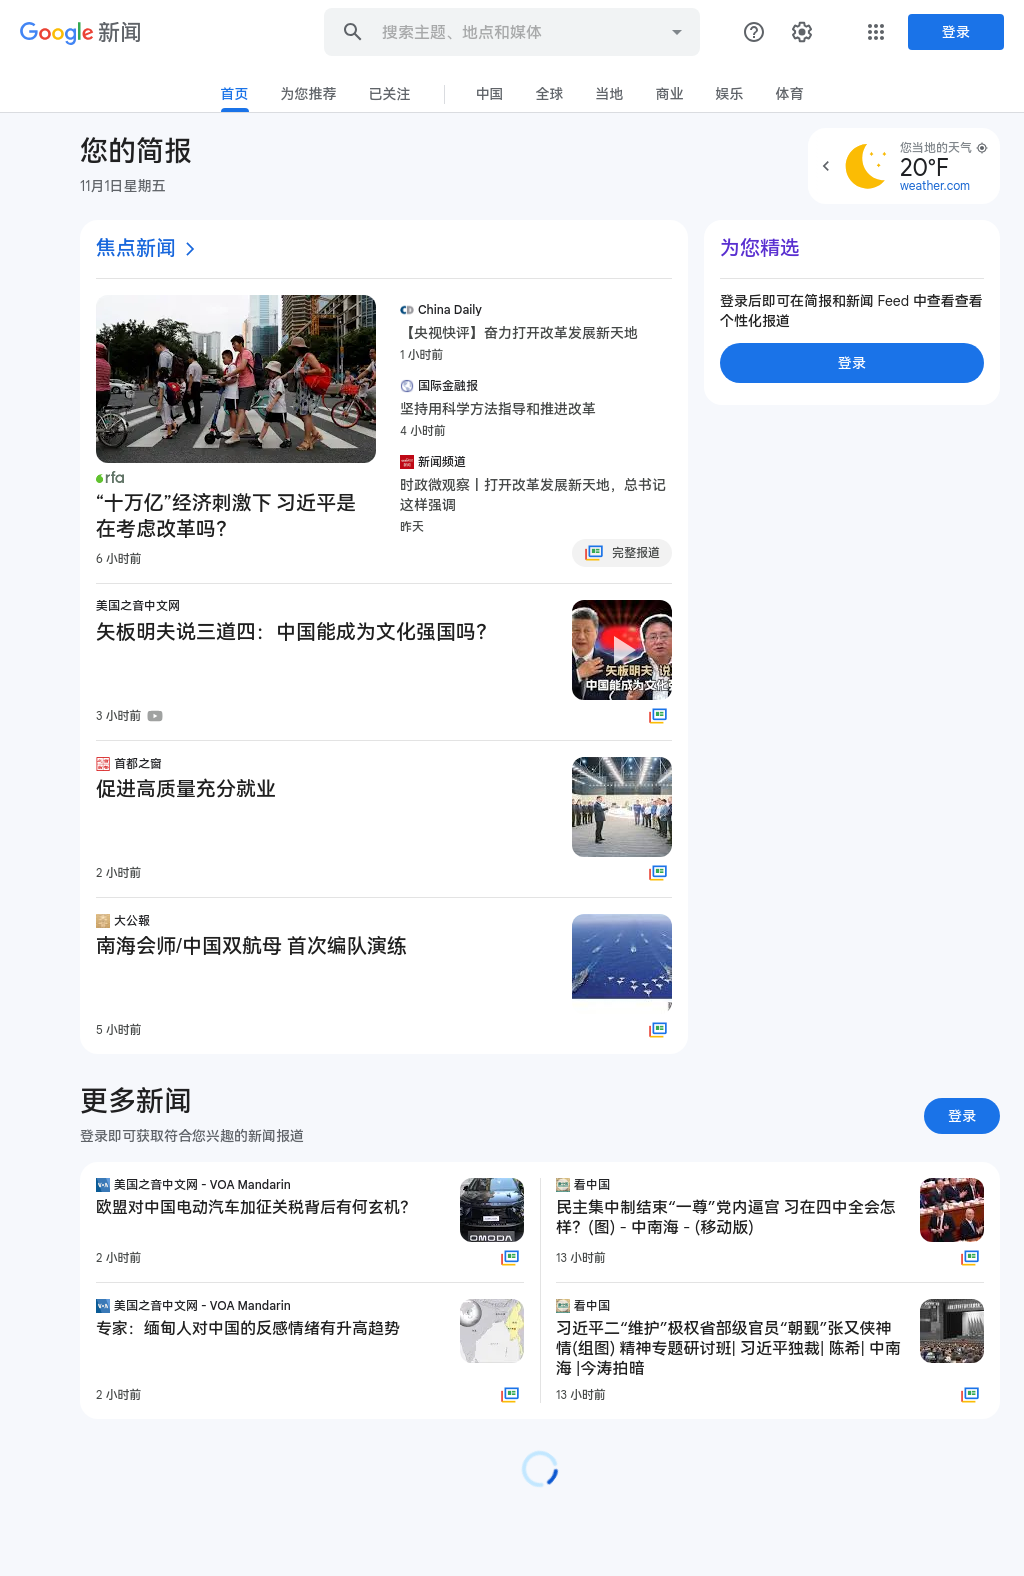 Google 新闻
搜索主题、地点和媒体
登录
首页
为您推荐
已关注
中国
全球
当地
商业
娱乐
体育
您的简报
11月1日星期五
您当地的天气
20°F
weather.com
焦点新闻
rfa
“十万亿”经济刺激下 习近平是
在考虑改革吗？
6 小时前
China Daily
【央视快评】奋力打开改革发展新天地
1 小时前
国际金融报
坚持用科学方法指导和推进改革
4 小时前
新闻频道
时政微观察丨打开改革发展新天地，总书记
这样强调
昨天
完整报道
美国之音中文网
矢板明夫说三道四：中国能成为文化强国吗？
矢板明夫 说
中国能成为文化
3 小时前
首都之窗
促进高质量充分就业
2 小时前
大公報
南海会师/中国双航母 首次编队演练
5 小时前
为您精选
登录后即可在简报和新闻 Feed 中查看查看
个性化报道
登录
更多新闻
登录即可获取符合您兴趣的新闻报道
登录
VOA
美国之音中文网 - VOA Mandarin
欧盟对中国电动汽车加征关税背后有何玄机？
OMODA
2 小时前
VOA
美国之音中文网 - VOA Mandarin
专家：缅甸人对中国的反感情绪有升高趋势
2 小时前
看中国
民主集中制结束“一尊”党内逼宫 习在四中全会怎
样？(图) - 中南海 - (移动版)
13 小时前
看中国
习近平二“维护”极权省部级官员“朝觐”张又侠神
情(组图) 精神专题研讨班| 习近平独裁| 陈希| 中南
海 |今涛拍暗
13 小时前